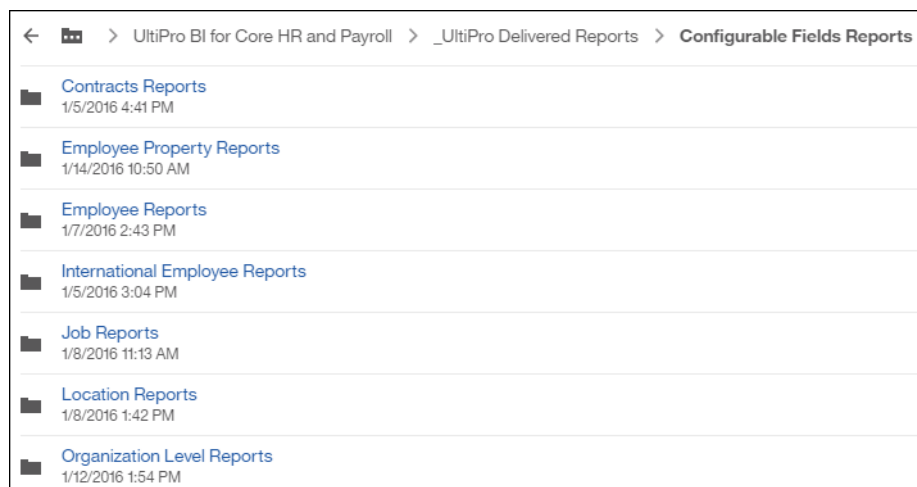 > UltiPro BI for Core HR and Payroll > _UltiPro Delivered Reports > Configurable Fields Reports
Contracts Reports
1/5/2016 4:41 PM
Employee Property Reports
1/14/2016 10:50 AM
Employee Reports
1/7/2016 2:43 PM
International Employee Reports
1/5/2016 3:04 PM
Job Reports
1/8/2016 11:13 AM
Location Reports
1/8/2016 1:42 PM
Organization Level Reports
1/12/2016 1:54 PM